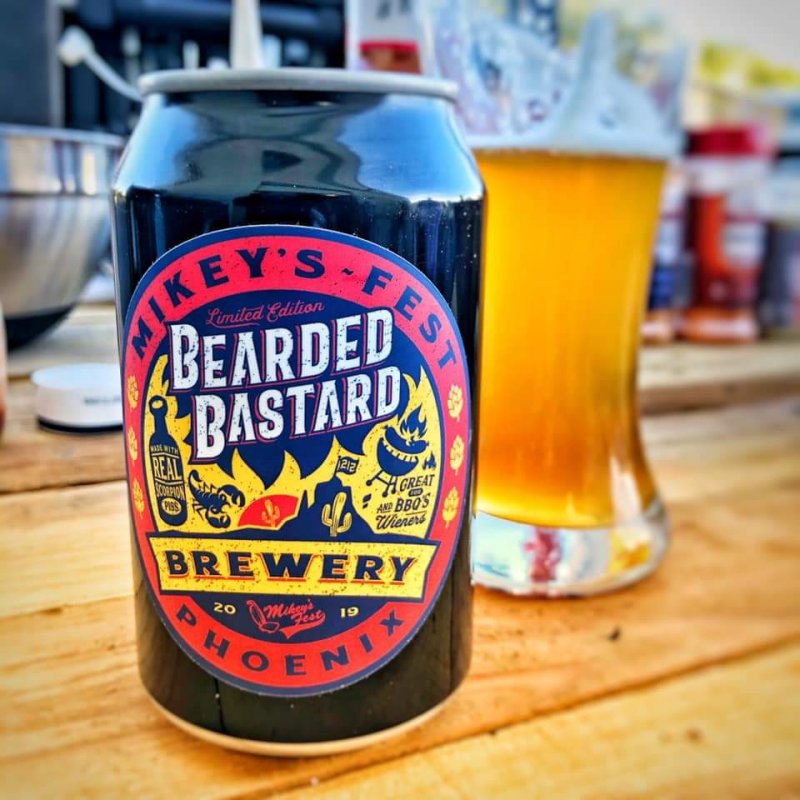 MIKEY'S ~ FEST
Limited Edition
BEARDED
BASTARD
MADE WITH
REAL
SCORPION
PISS
1212
GREAT
FOR
BBQ'S
AND
Wieners
BREWERY
20 19
Mikey's
Fest
PHOENIX